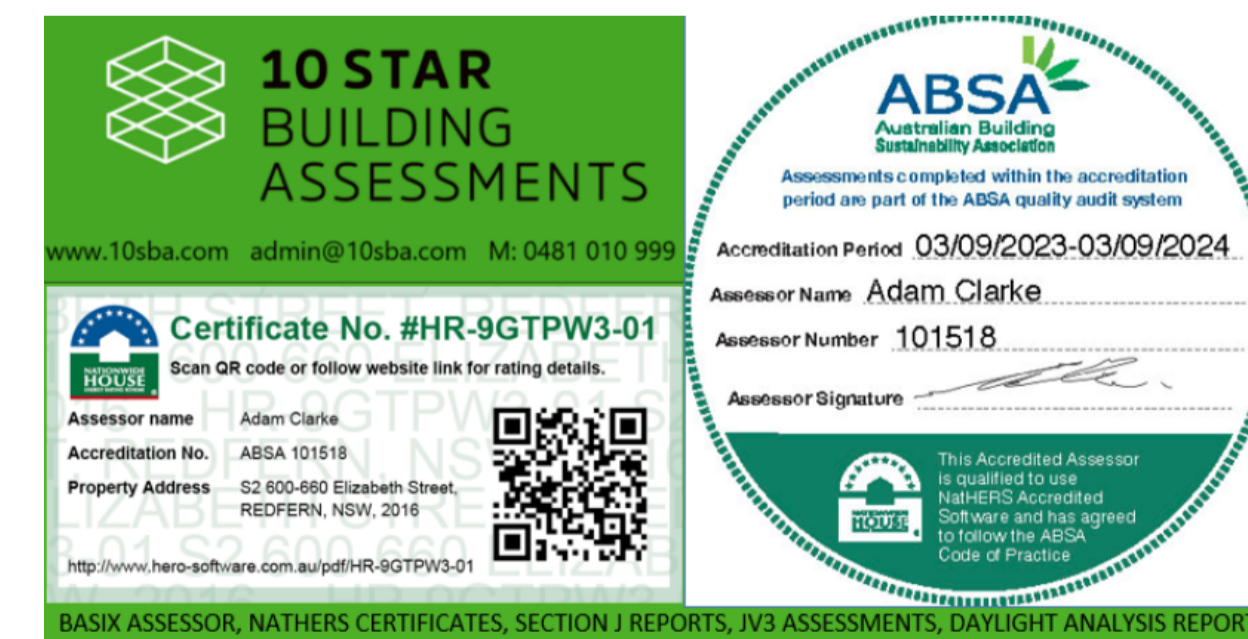 10 STAR
BUILDING
ASSESSMENTS
www.10sba.com admin@10sba.com M: 0481 010 999
NATIONWIDE
HOUSE
ENERGY RATING SCHEME
Certificate No. #HR-9GTPW3-01
Scan QR code or follow website link for rating details.
Assessor name Adam Clarke
Accreditation No. ABSA 101518
Property Address S2 600-660 Elizabeth Street,
REDFERN, NSW, 2016
http://www.hero-software.com.au/pdf/HR-9GTPW3-01
ABSA
Australian Building
Sustainability Association
Assessments completed within the accreditation
period are part of the ABSA quality audit system
Accreditation Period 03/09/2023-03/09/2024
Assessor Name Adam Clarke
Assessor Number 101518
Assessor Signature
NATIONWIDE
HOUSE
This Accredited Assessor
is qualified to use
NatHERS Accredited
Software and has agreed
to follow the ABSA
Code of Practice
BASIX ASSESSOR, NATHERS CERTIFICATES, SECTION J REPORTS, JV3 ASSESSMENTS, DAYLIGHT ANALYSIS REPOR